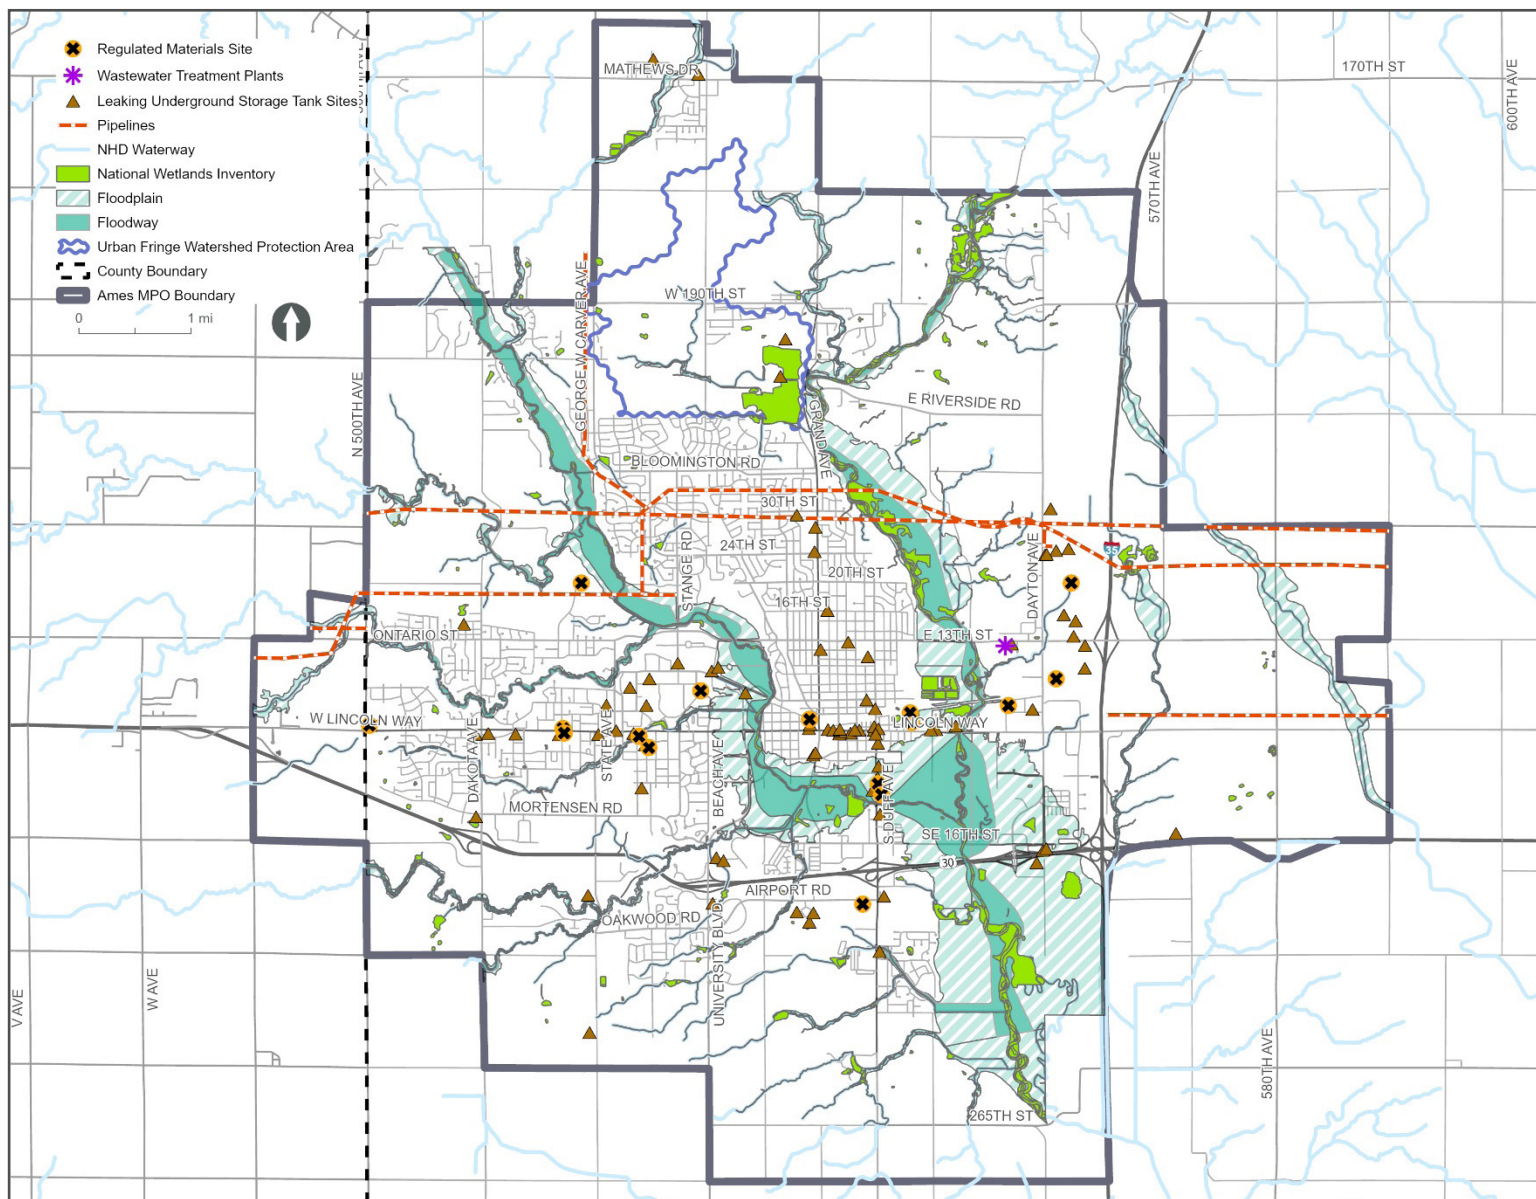 Regulated Materials Site
Wastewater Treatment Plants
Leaking Underground Storage Tank Sites
Pipelines
NHD Waterway
National Wetlands Inventory
Floodplain
Floodway
Urban Fringe Watershed Protection Area
County Boundary
Ames MPO Boundary
0 1 mi
MATHEWS DR
170TH ST
600TH AVE
570TH AVE
W 190TH ST
GEORGE W CARVER AVE
N 500TH AVE
E RIVERSIDE RD
GRAND AVE
BLOOMINGTON RD
30TH ST
24TH ST
STANGE RD
20TH ST
DAYTON AVE
35
16TH ST
ONTARIO ST
E 13TH ST
W LINCOLN WAY
LINCOLN WAY
DAKOTA AVE
STATE AVE
BEACH AVE
S DUFF AVE
MORTENSEN RD
SE 16TH ST
30
AIRPORT RD
OAKWOOD RD
UNIVERSITY BLVD
V AVE
W AVE
580TH AVE
265TH ST